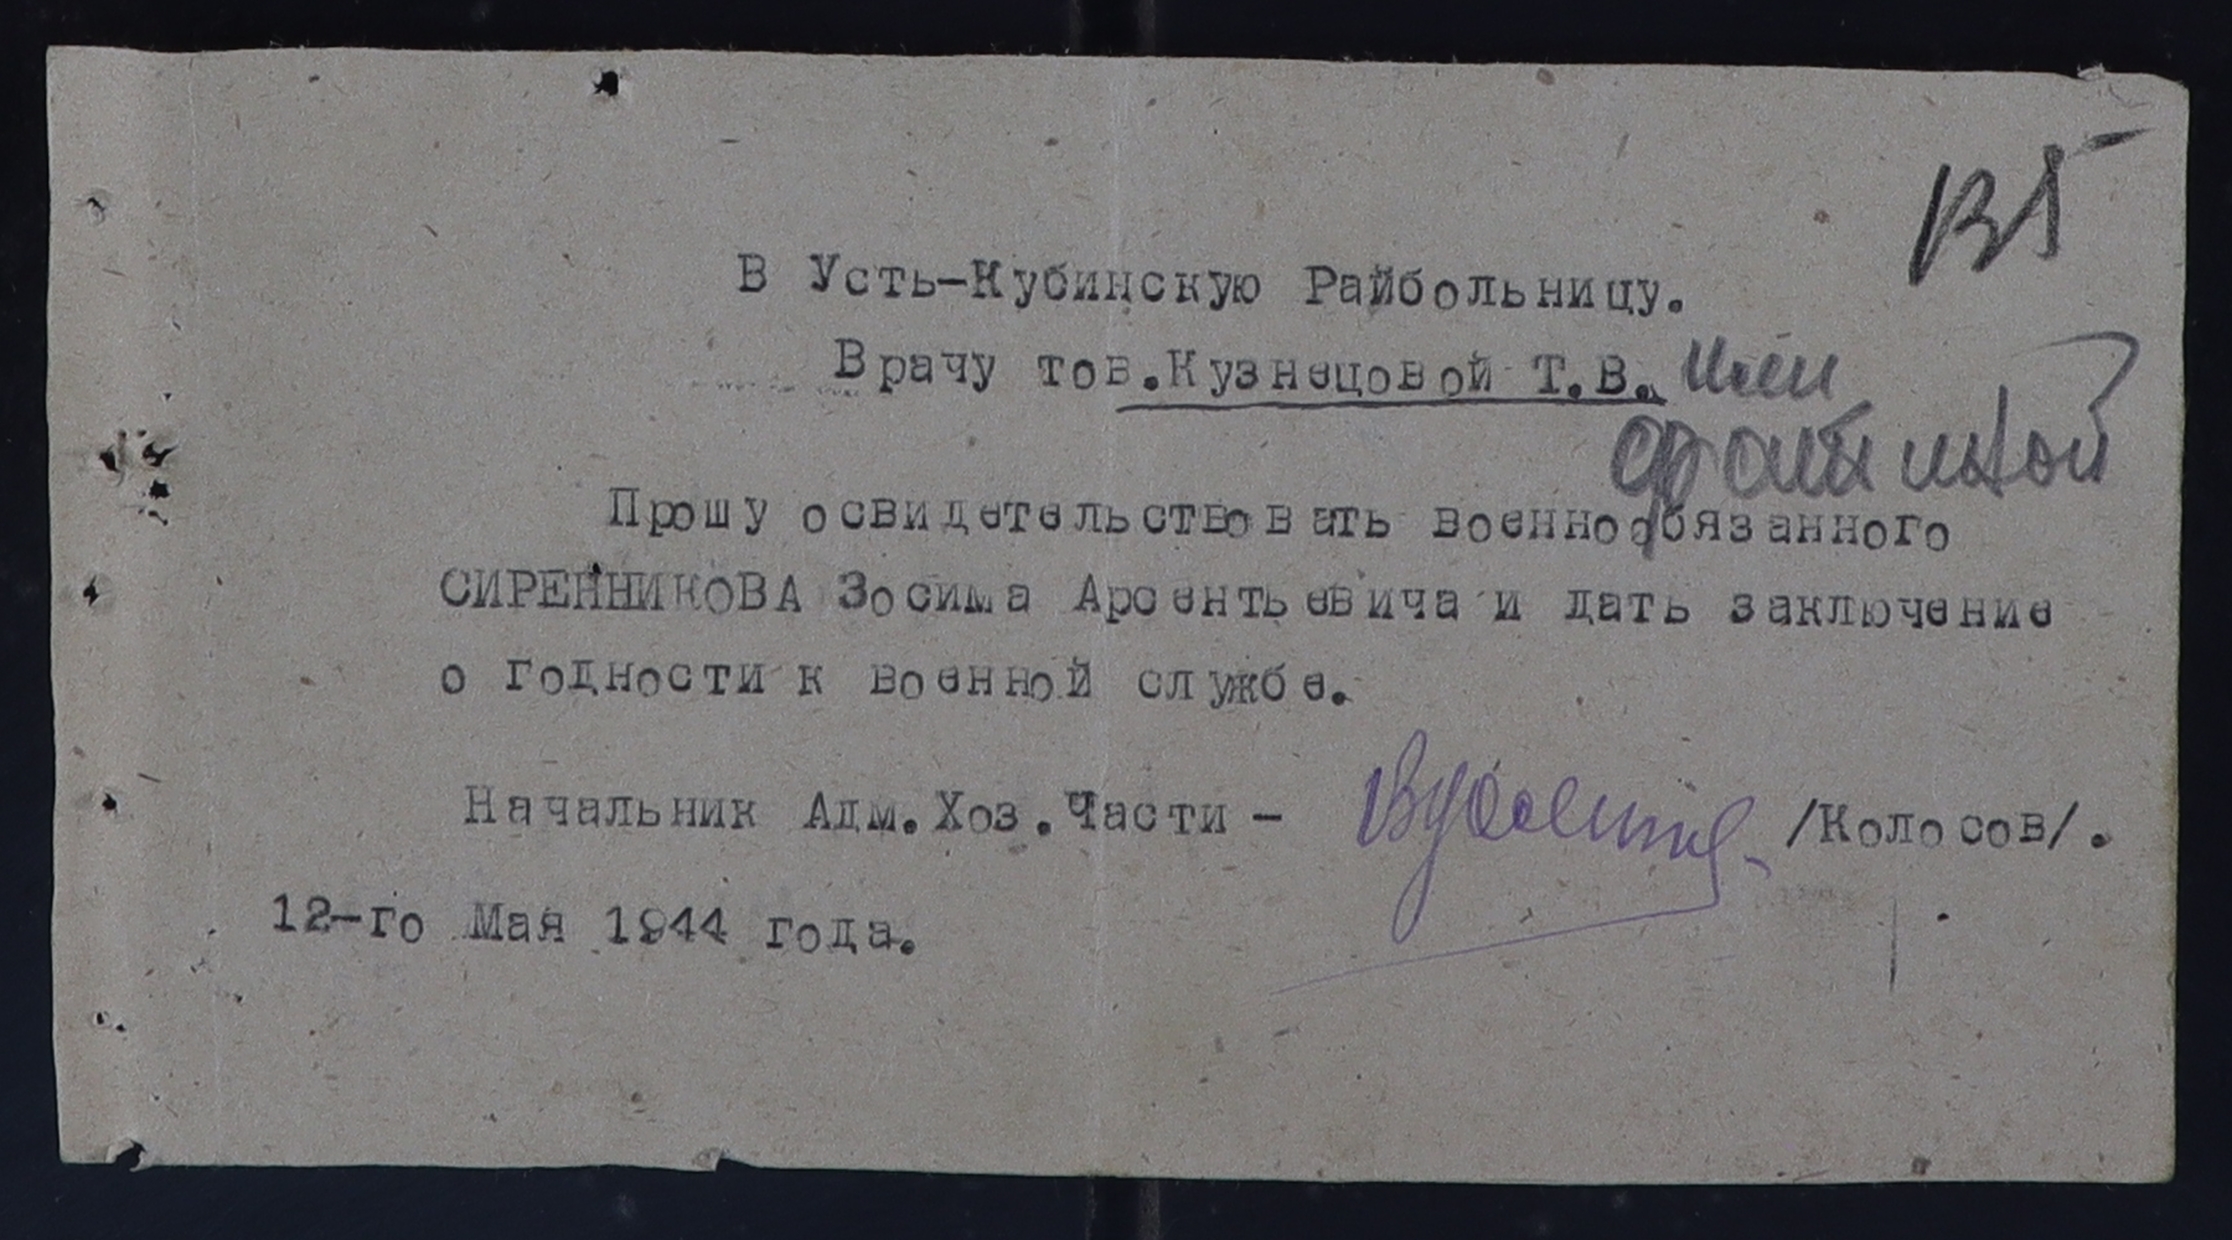 В Усть-Кубинскую Райбольницу.
Врачу тов.Кузнецовой Т.В. или
Прошу освидетельствовать военнообязанного
СИРЕННИКОВА Зосима Арсентьевича и дать заключение
о годности к военной службе.
Начальник Адм.Хоз.Части - /Колосов/.
12-го Мая 1944 года.